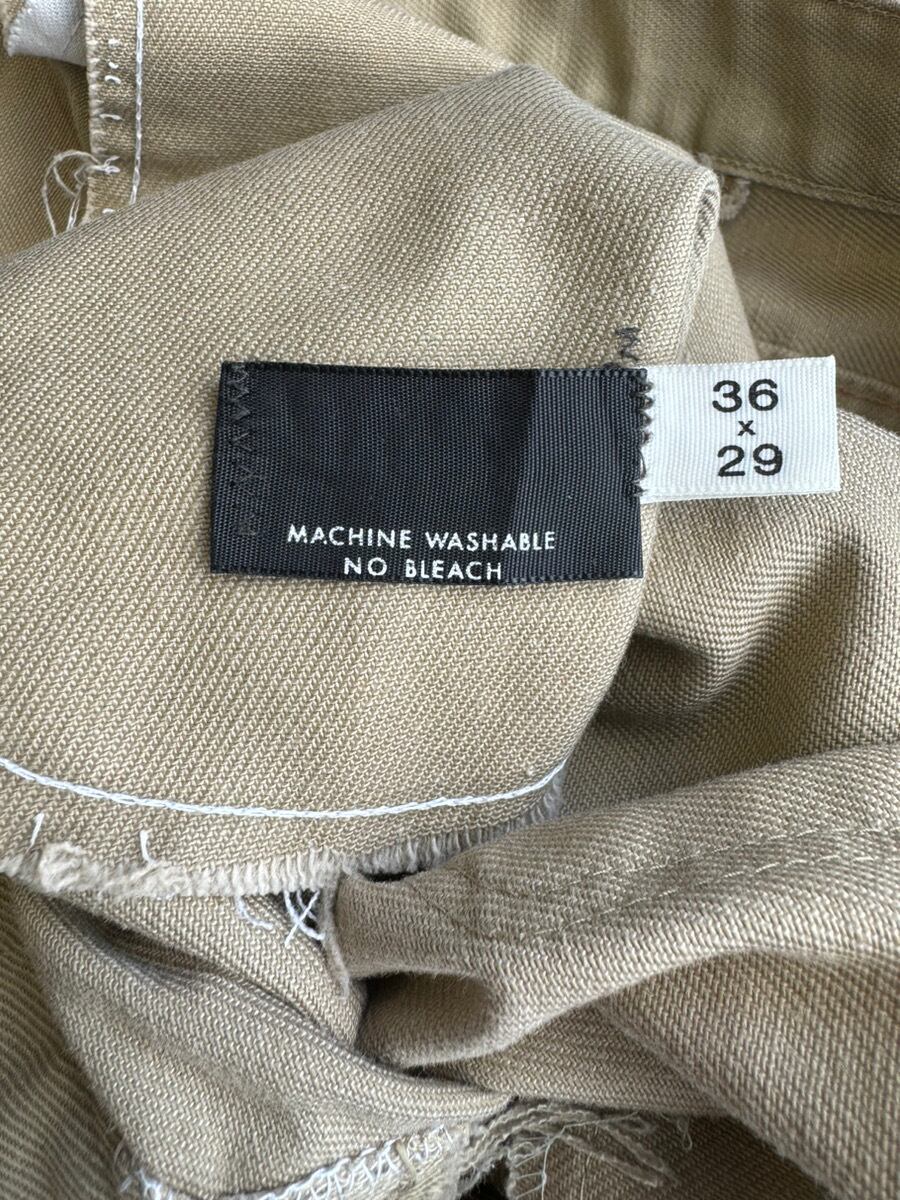 36
x
29
MACHINE WASHABLE
NO BLEACH